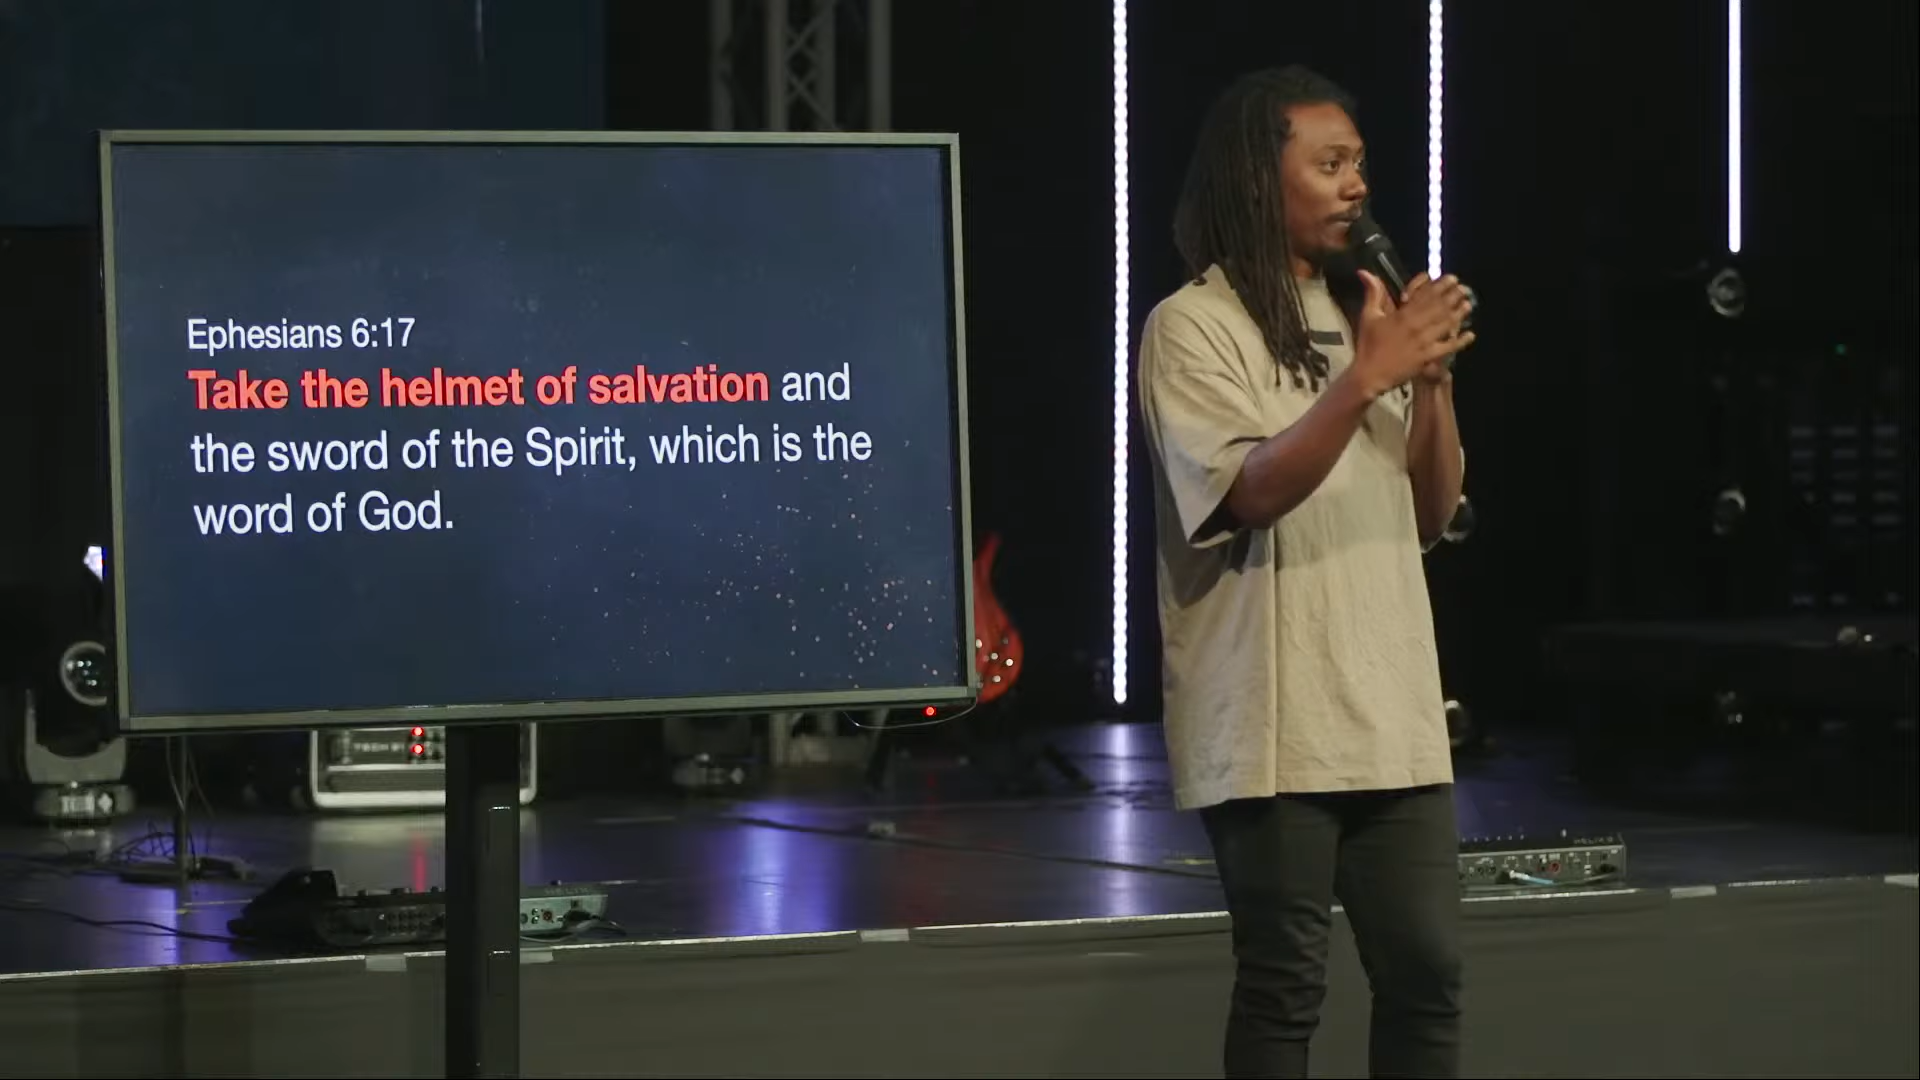 Ephesians 6:17
Take the helmet of salvation and
the sword of the Spirit, which is the
word of God.
HELIX